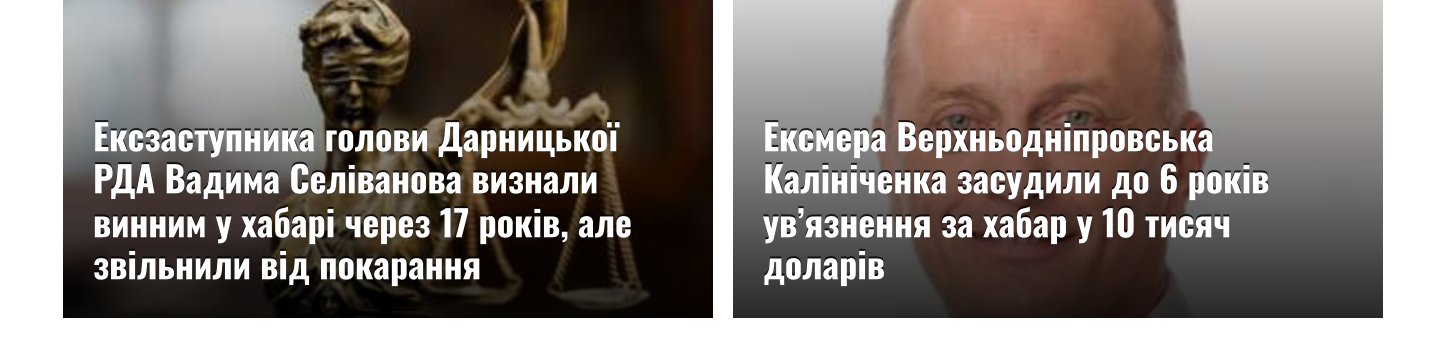 Ексзаступника голови Дарницької
РДА Вадима Селіванова визнали
винним у хабарі через 17 років, але
звільнили від покарання
Ексмера Верхньодніпровська
Калініченка засудили до 6 років
ув’язнення за хабар у 10 тисяч
доларів